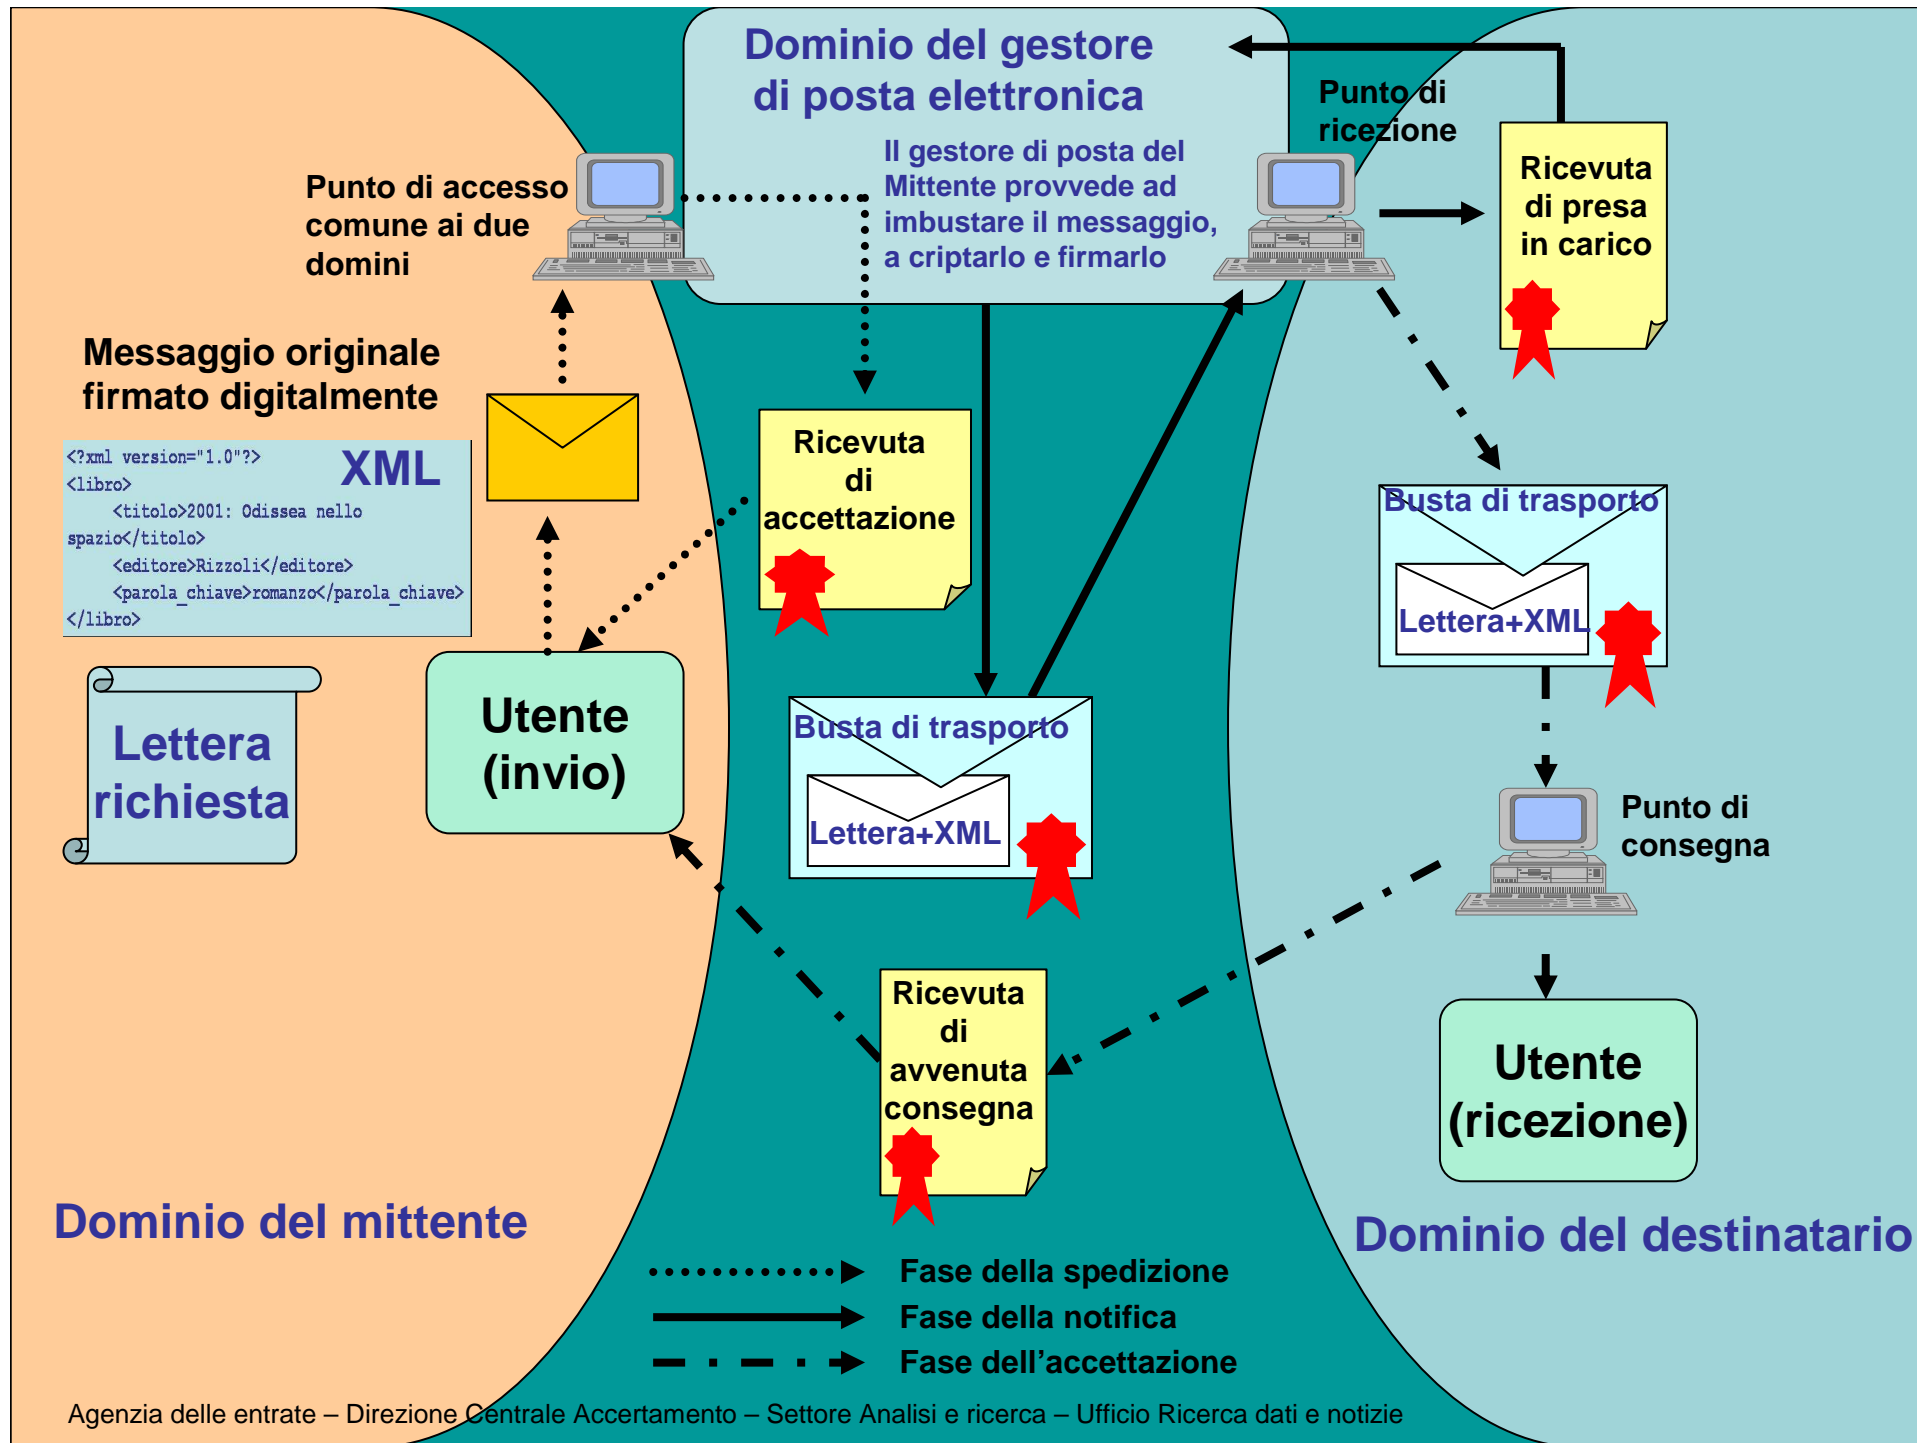 Dominio del gestore
di posta elettronica
Il gestore di posta del
Mittente provvede ad
imbustare il messaggio,
a criptarlo e firmarlo
Punto di
ricezione
Ricevuta
di presa
in carico
Punto di accesso
comune ai due
domini
Messaggio originale
firmato digitalmente
XML
<?xml version="1.0"?>
<libro>
<titolo>2001: Odissea nello
spazio</titolo>
<editore>Rizzoli</editore>
<parola_chiave>romanzo</parola_chiave>
</libro>
Ricevuta
di
accettazione
Busta di trasporto
Lettera+XML
Lettera
richiesta
Utente
(invio)
Busta di trasporto
Lettera+XML
Punto di
consegna
Ricevuta
di
avvenuta
consegna
Utente
(ricezione)
Dominio del mittente
Dominio del destinatario
Fase della spedizione
Fase della notifica
Fase dell’accettazione
Agenzia delle entrate – Direzione Centrale Accertamento – Settore Analisi e ricerca – Ufficio Ricerca dati e notizie